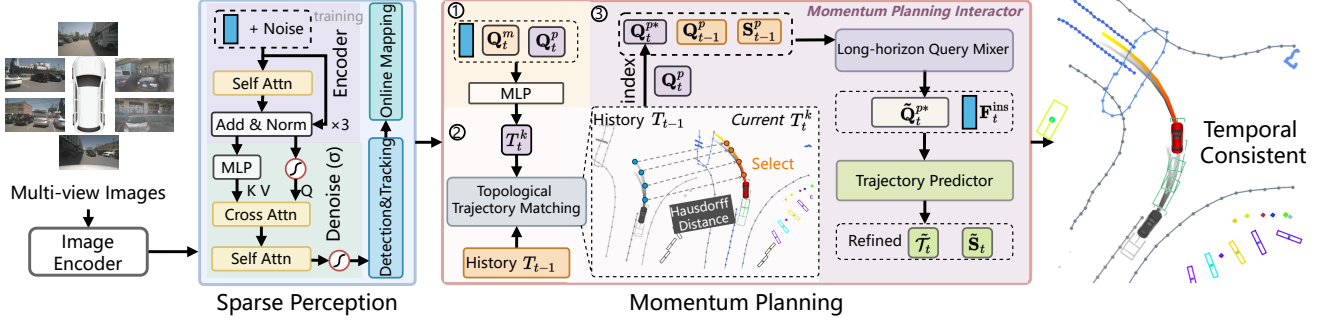 Multi-view Images
Image
Encoder
training
+ Noise
Self Attn
Add & Norm
×3
Encoder
MLP
K V
Q
Cross Attn
Self Attn
Denoise (σ)
Online Mapping
Detection&Tracking
Sparse Perception
①
Q_t^m
Q_t^p
MLP
②
T_t^k
Topological
Trajectory Matching
History T_{t-1}
③
Q_t^{p*}
Q_{t-1}^p
S_{t-1}^p
index
Q_t^p
History T_{t-1}
Current T_t^k
Select
Hausdorff
Distance
Momentum Planning Interactor
Long-horizon Query Mixer
Q̃_t^{p*}
F_t^{ins}
Trajectory Predictor
Refined
𝒯̃_t
S̃_t
Momentum Planning
Temporal
Consistent